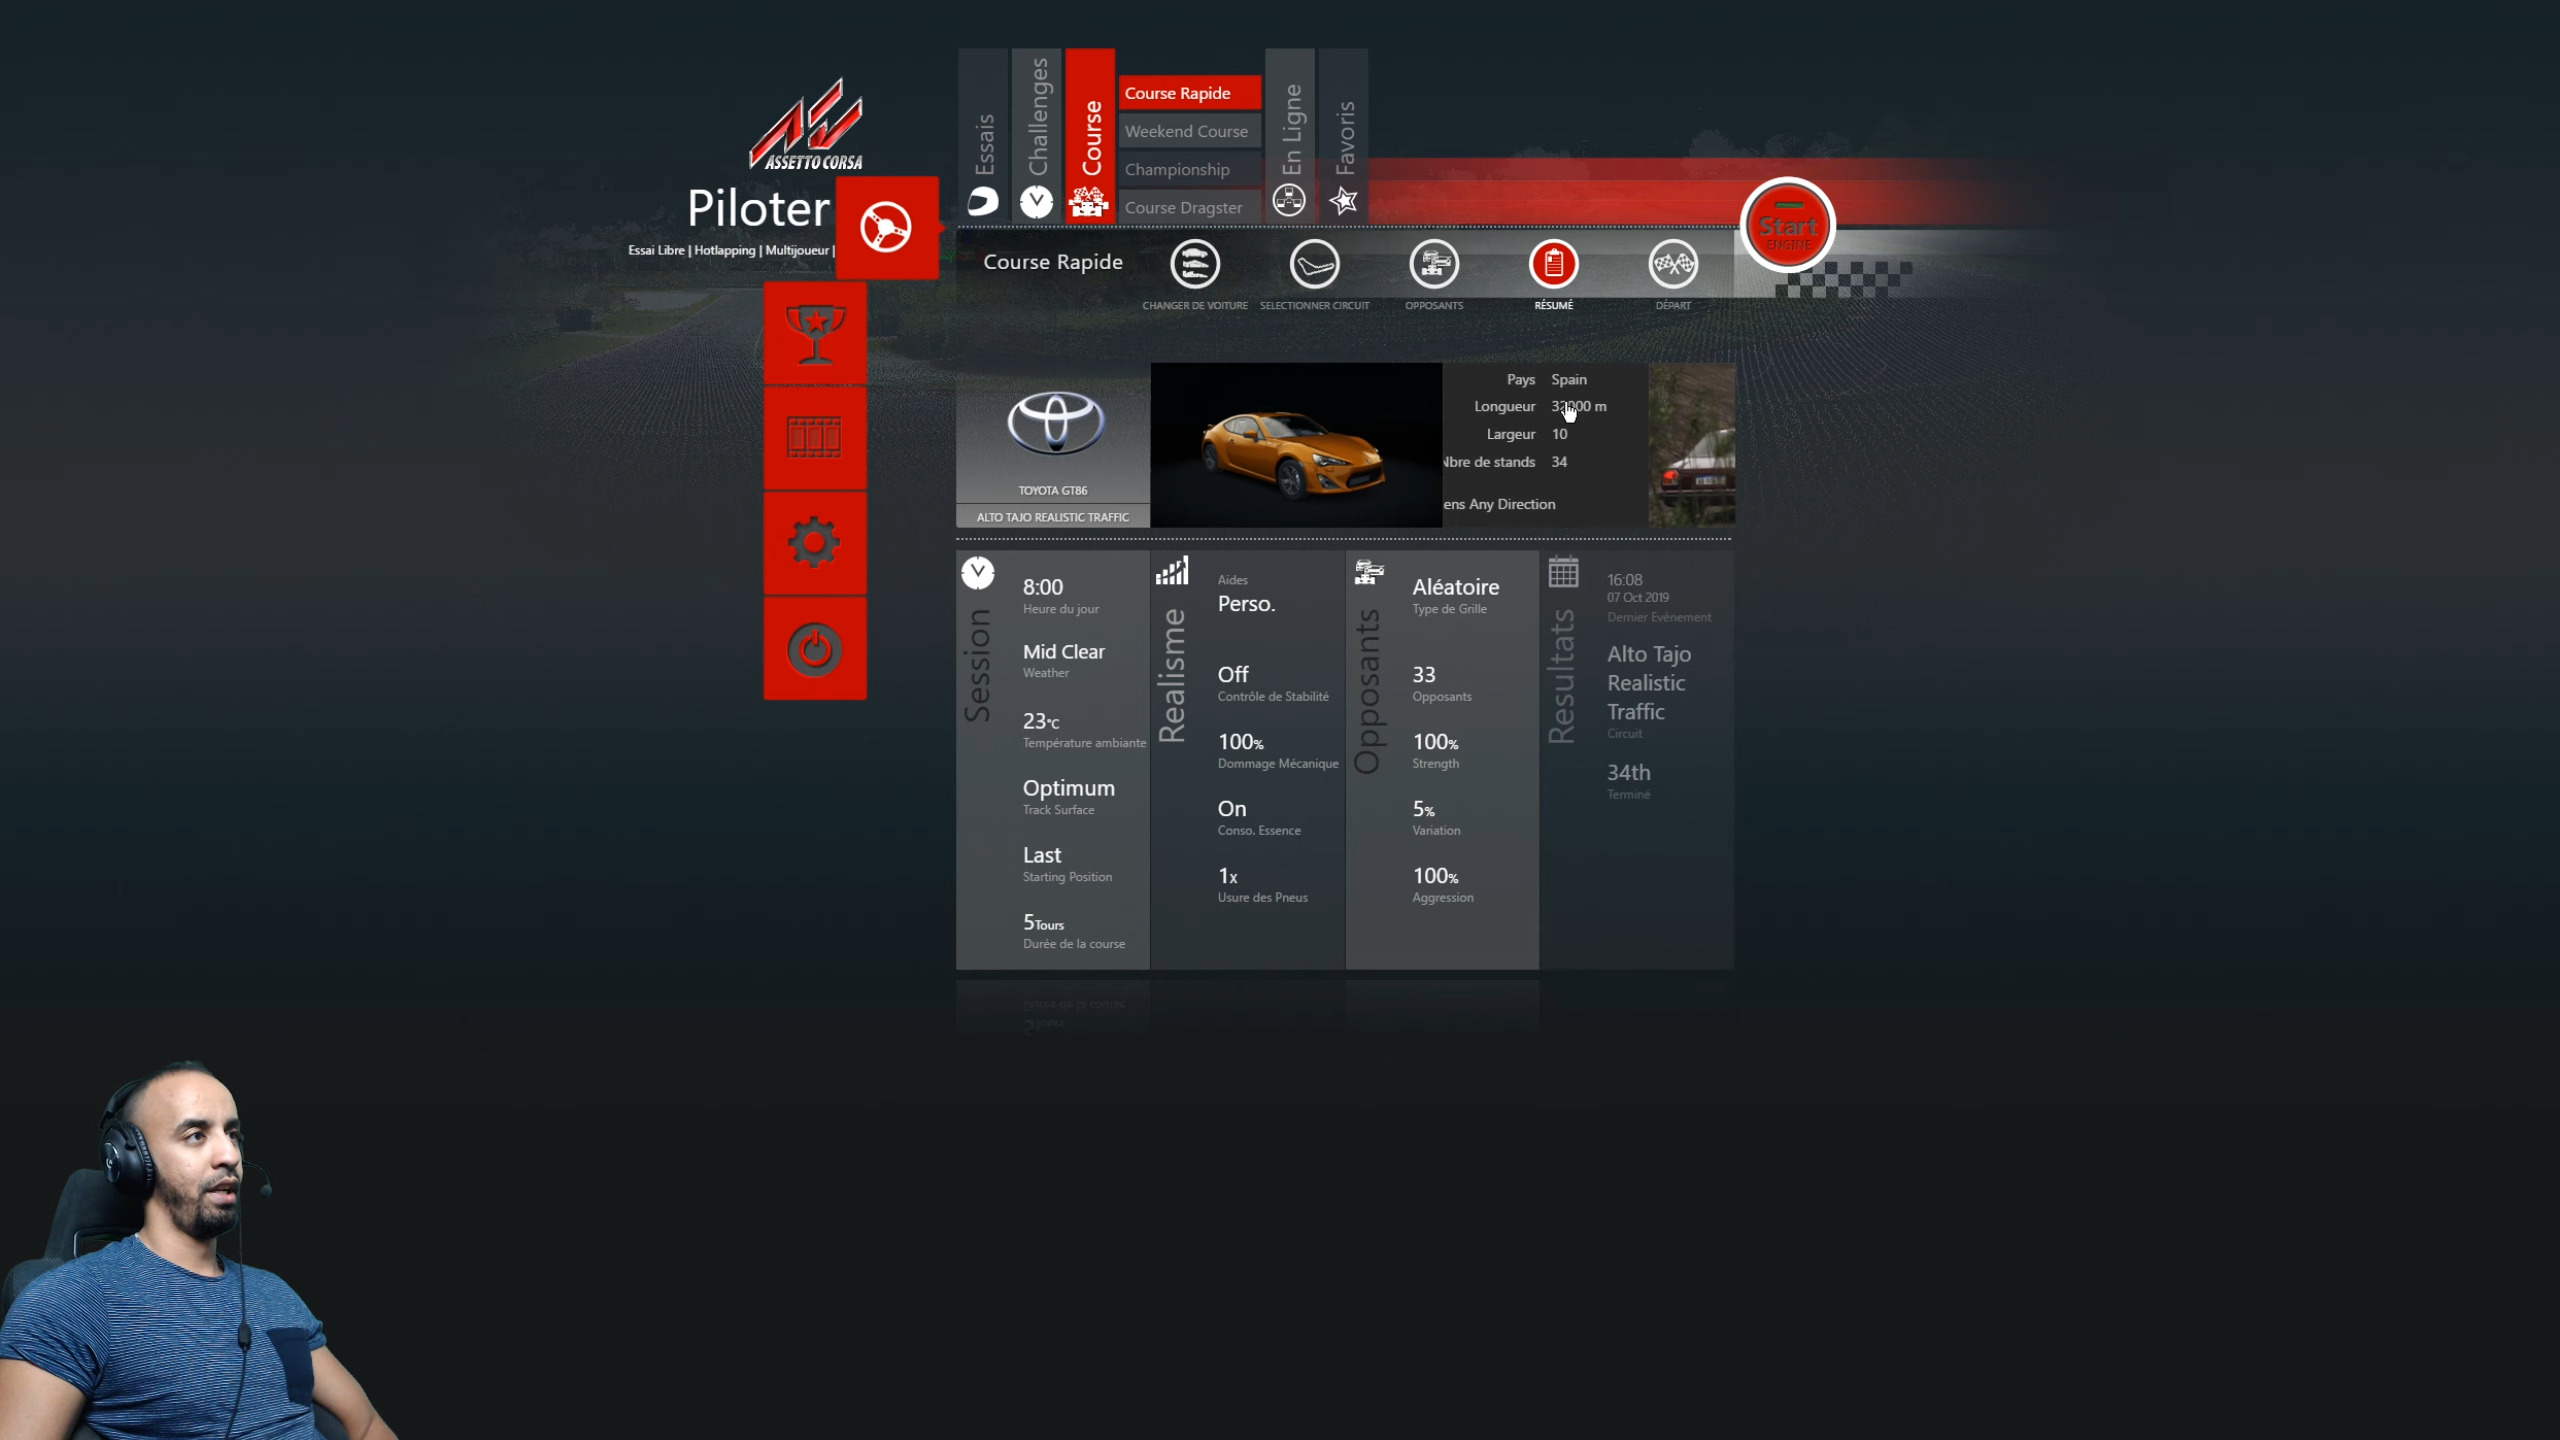 Essais
Challenges
Course
Course Rapide
Weekend Course
Championship
Course Dragster
En Ligne
Favoris
ASSETTO CORSA
Piloter
Essai Libre | Hotlapping | Multijoueur |
Start
ENGINE
Course Rapide
CHANGER DE VOITURE
SELECTIONNER CIRCUIT
OPPOSANTS
RÉSUMÉ
DÉPART
TOYOTA GT86
ALTO TAJO REALISTIC TRAFFIC
Pays Spain
Longueur
Largeur 10
Nbre de stands 34
ens Any Direction
Session
8:00
Heure du jour
Mid Clear
Weather
23°C
Température ambiante
Optimum
Track Surface
Last
Starting Position
5Tours
Durée de la course
Realisme
Aides
Perso.
Off
Contrôle de Stabilité
100%
Dommage Mécanique
On
Conso. Essence
1x
Usure des Pneus
Opposants
Aléatoire
Type de Grille
33
Opposants
100%
Strength
5%
Variation
100%
Aggression
Resultats
16:08
07 Oct 2019
Dernier Evénement
Alto Tajo
Realistic
Traffic
Circuit
34th
Terminé